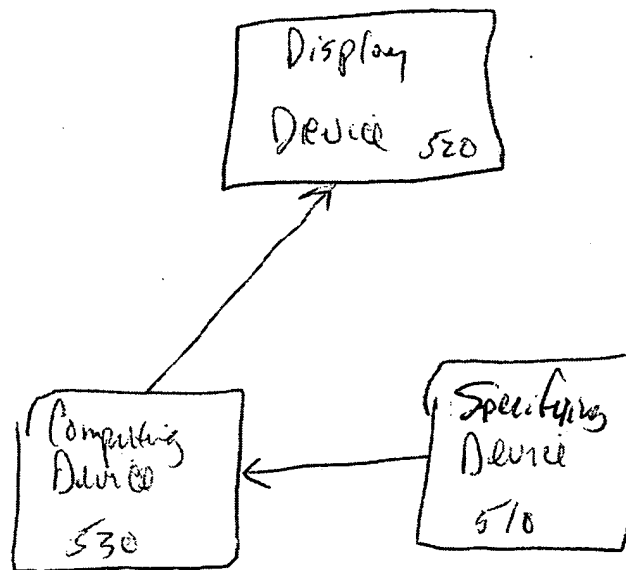 Display
Device 520
Computing
Device
530
Specifying
Device
510